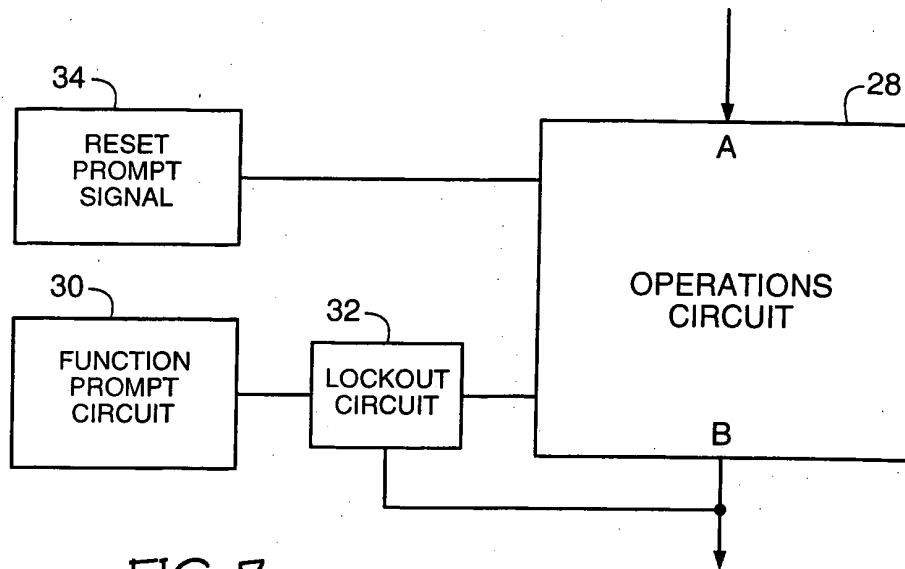 34
RESET
PROMPT
SIGNAL
28
A
OPERATIONS
CIRCUIT
30
FUNCTION
PROMPT
CIRCUIT
32
LOCKOUT
CIRCUIT
B